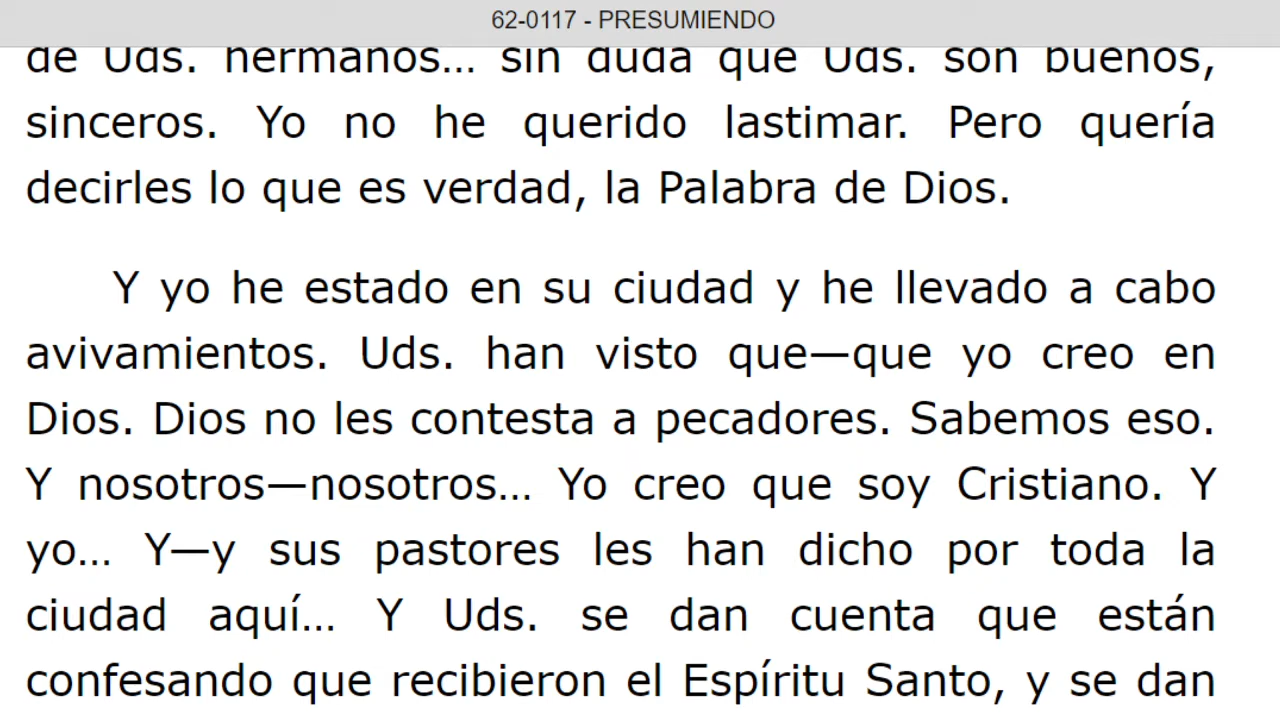 62-0117 - PRESUMIENDO
de Uds. hermanos… sin duda que Uds. son buenos,
sinceros. Yo no he querido lastimar. Pero quería
decirles lo que es verdad, la Palabra de Dios.
Y yo he estado en su ciudad y he llevado a cabo
avivamientos. Uds. han visto que—que yo creo en
Dios. Dios no les contesta a pecadores. Sabemos eso.
Y nosotros—nosotros… Yo creo que soy Cristiano. Y
yo… Y—y sus pastores les han dicho por toda la
ciudad aquí… Y Uds. se dan cuenta que están
confesando que recibieron el Espíritu Santo, y se dan